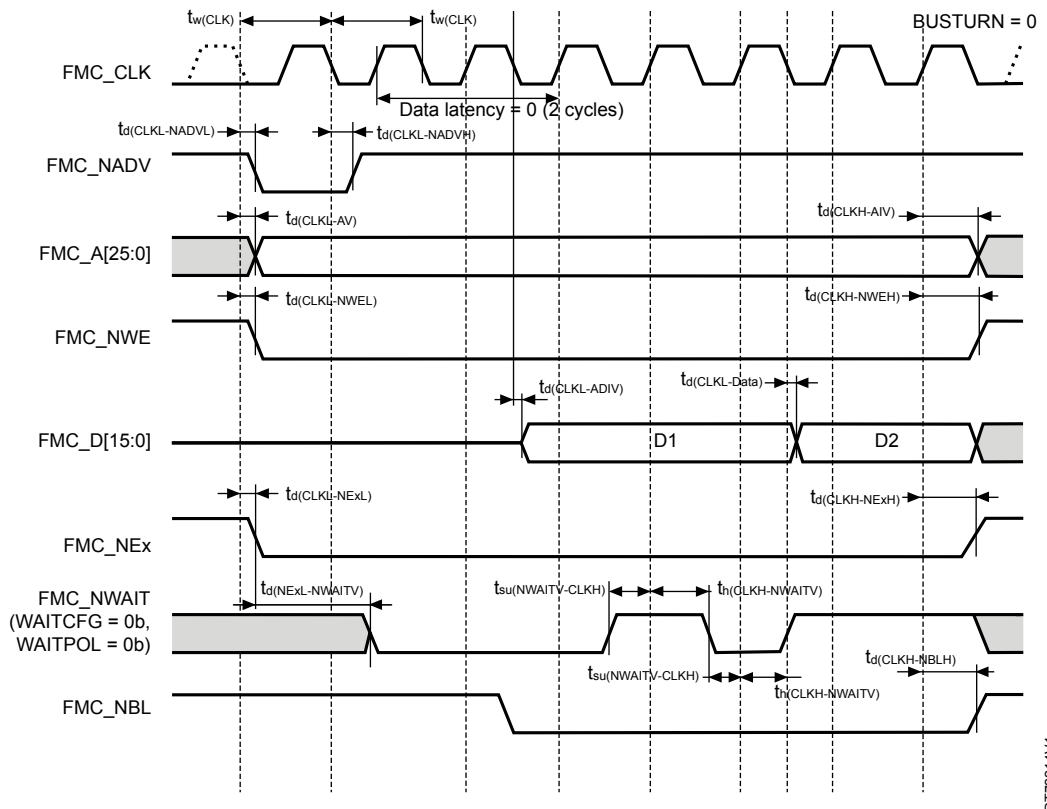 tw(CLK) tw(CLK) BUSTURN = 0
FMC_CLK
Data latency = 0 (2 cycles)
td(CLKL-NADVL) td(CLKL-NADVH)
FMC_NADV
td(CLKL-AV) td(CLKH-AIV)
FMC_A[25:0]
td(CLKL-NWEL) td(CLKH-NWEH)
FMC_NWE
td(CLKL-ADIV) td(CLKL-Data)
FMC_D[15:0] D1 D2
td(CLKL-NExL) td(CLKH-NExH)
FMC_NEx
td(NExL-NWAITV) tsu(NWAITV-CLKH) th(CLKH-NWAITV)
FMC_NWAIT
(WAITCFG = 0b,
WAITPOL = 0b)
td(CLKH-NBLH)
tsu(NWAITV-CLKH) th(CLKH-NWAITV)
FMC_NBL